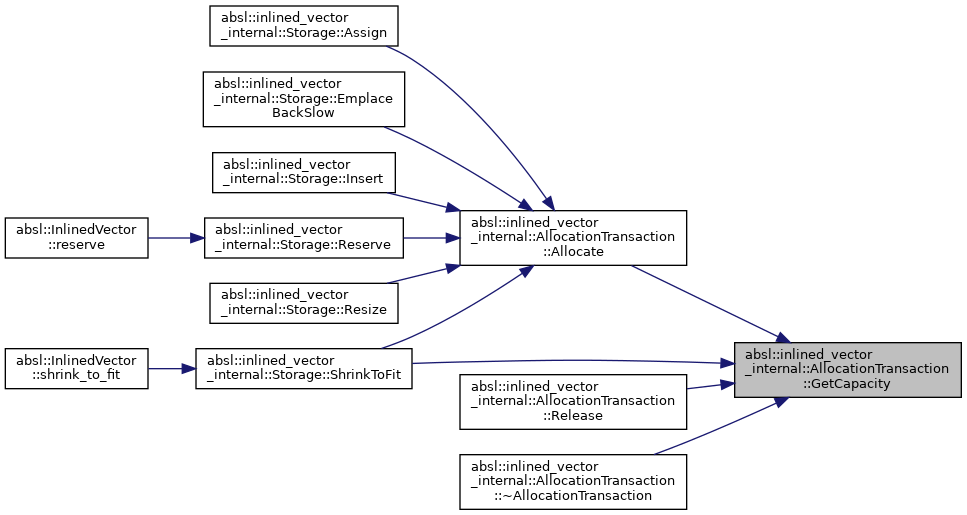 absl::inlined_vector
_internal::Storage::Assign
absl::inlined_vector
_internal::Storage::Emplace
BackSlow
absl::inlined_vector
_internal::Storage::Insert
absl::InlinedVector
::reserve
absl::inlined_vector
_internal::Storage::Reserve
absl::inlined_vector
_internal::AllocationTransaction
::Allocate
absl::inlined_vector
_internal::Storage::Resize
absl::InlinedVector
::shrink_to_fit
absl::inlined_vector
_internal::Storage::ShrinkToFit
absl::inlined_vector
_internal::AllocationTransaction
::GetCapacity
absl::inlined_vector
_internal::AllocationTransaction
::Release
absl::inlined_vector
_internal::AllocationTransaction
::~AllocationTransaction